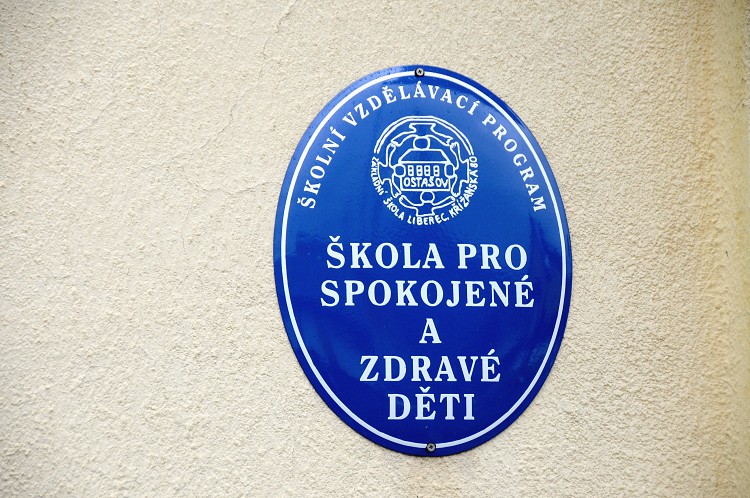 ŠKOLNÍ VZDĚLÁVACÍ PROGRAM
OSTAŠOV
ZÁKLADNÍ ŠKOLA LIBEREC, KŘIŽANSKÁ 80
ŠKOLA PRO
SPOKOJENÉ
A
ZDRAVÉ
DĚTI